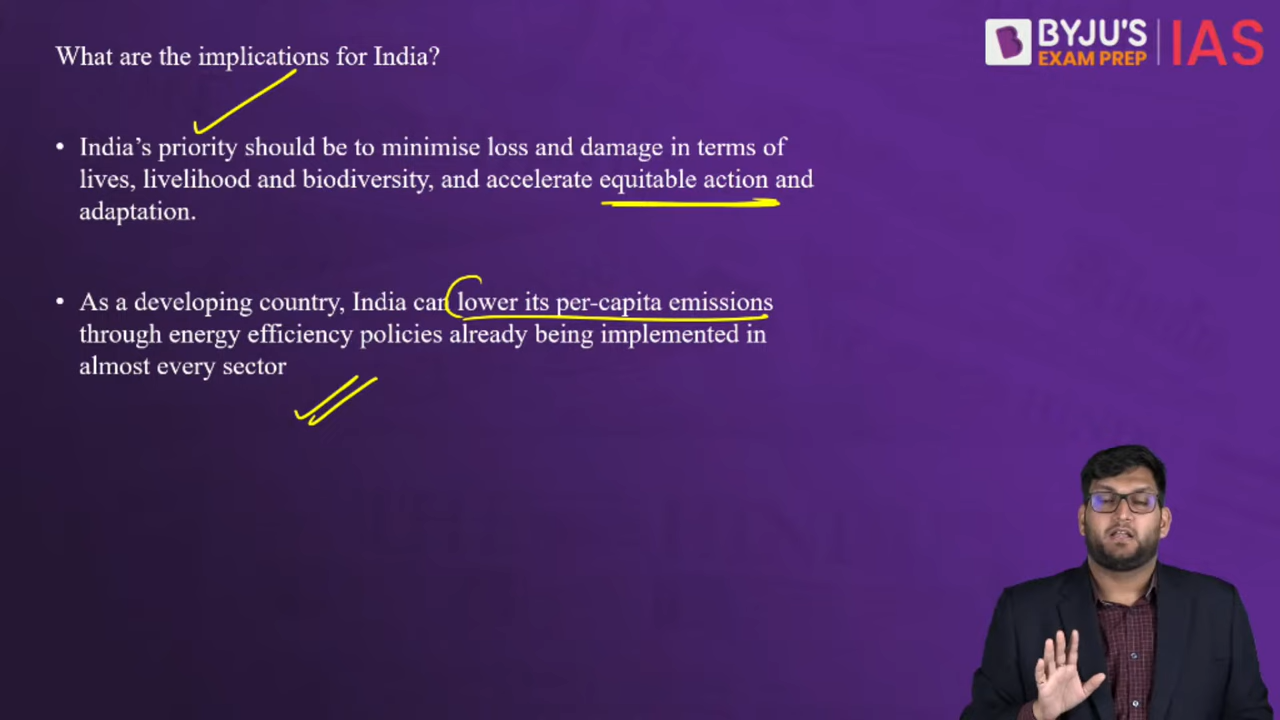 What are the implications for India?
BYJU'S
EXAM PREP
IAS
• India’s priority should be to minimise loss and damage in terms of
lives, livelihood and biodiversity, and accelerate equitable action and
adaptation.
• As a developing country, India can lower its per-capita emissions
through energy efficiency policies already being implemented in
almost every sector